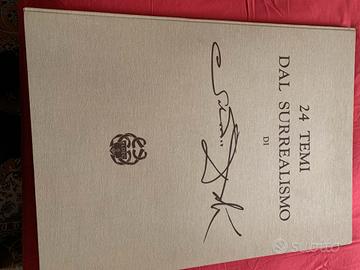 24 TEMI
DAL SURREALISMO
DI
SUBITO